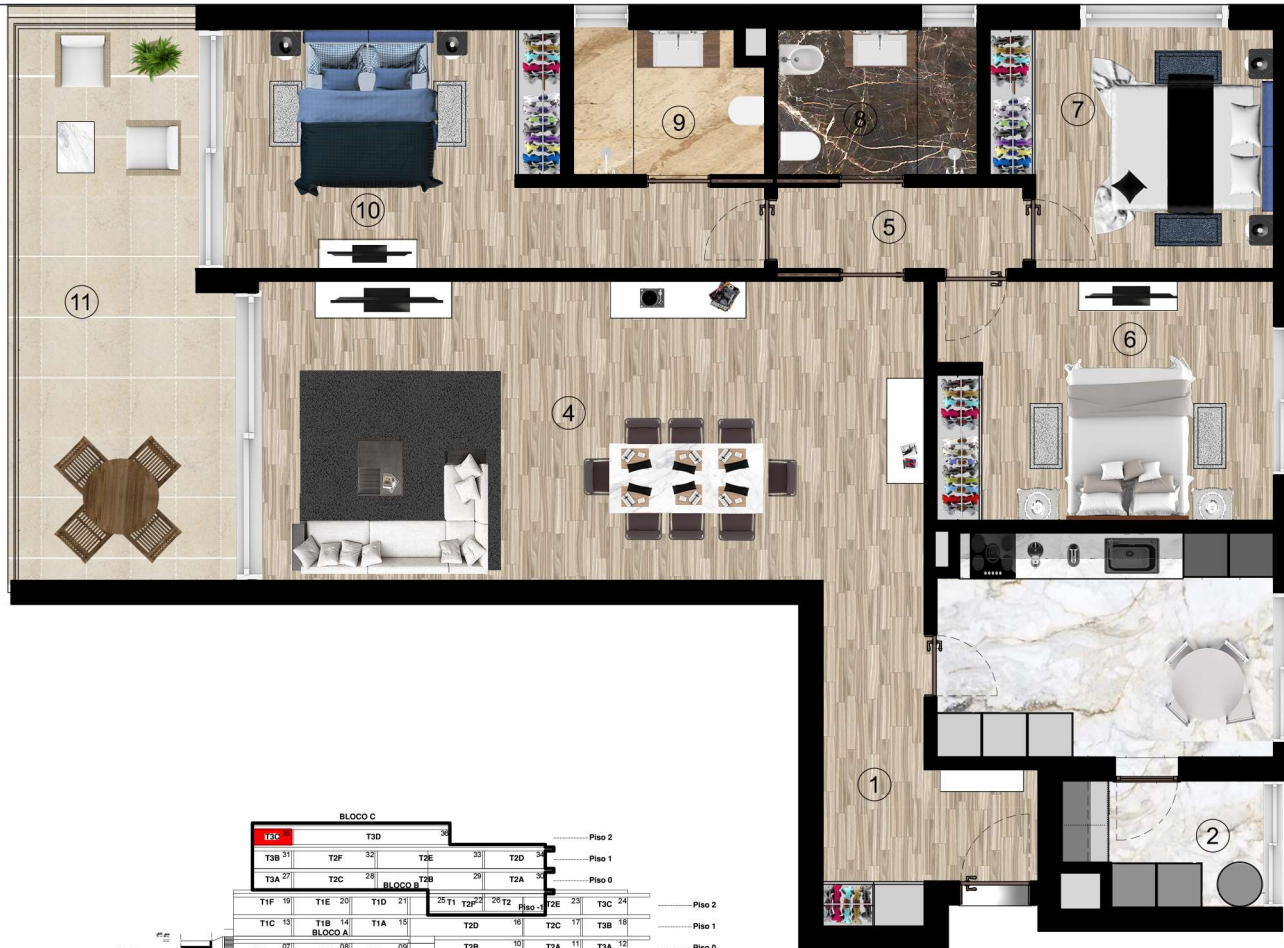 9
8
7
10
5
11
6
4
1
2
BLOCO C
T3C 35 T3D 36 Piso 2
T3B 31 T2F 32 T2E 33 T2D 34 Piso 1
T3A 27 T2C 28 T2B 29 T2A 30 Piso 0
BLOCO B
T1F 19 T1E 20 T1D 21 25 T1 T2F 22 26 T2 Piso -1 T2E 23 T3C 24 Piso 2
T1C 13 T1B 14 T1A 15 T2D 16 T2C 17 T3B 18 Piso 1
BLOCO A
07 08 09 T2B 10 T2A 11 T3A 12 Piso 0